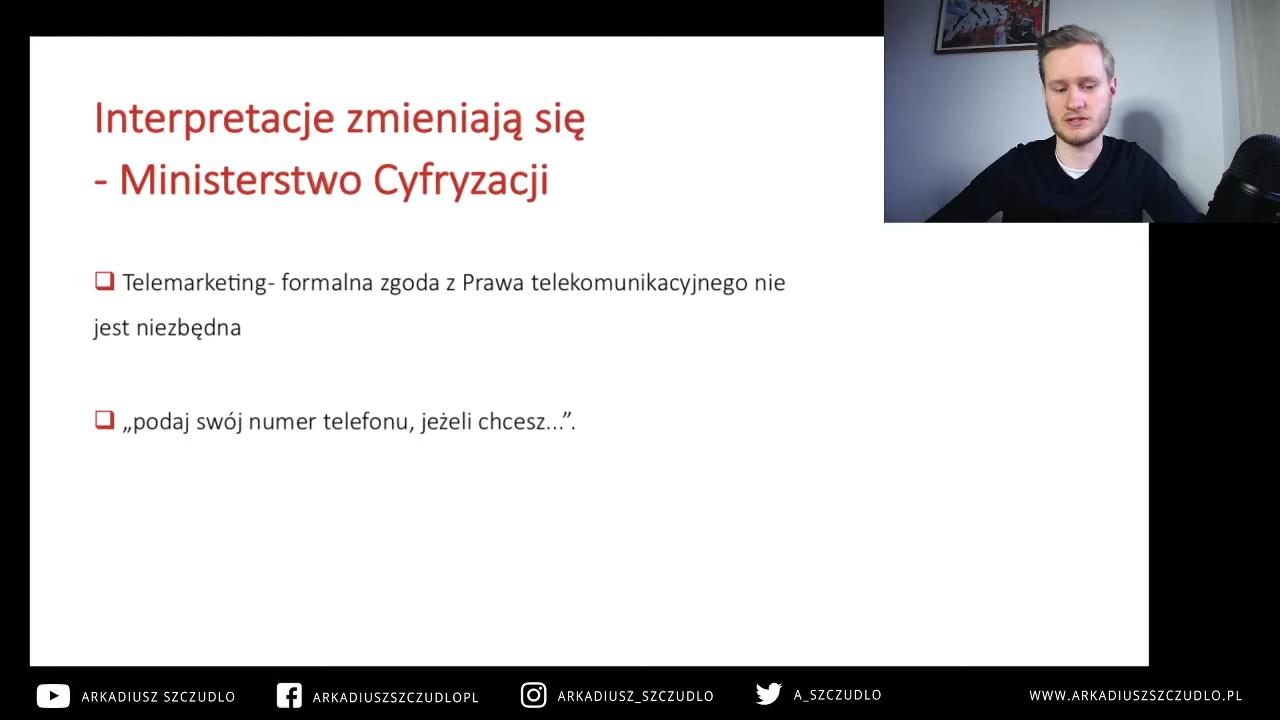 Interpretacje zmieniają się
- Ministerstwo Cyfryzacji
Telemarketing- formalna zgoda z Prawa telekomunikacyjnego nie
jest niezbędna
„podaj swój numer telefonu, jeżeli chcesz...”.
ARKADIUSZ SZCZUDLO
ARKADIUSZSZCZUDLOPL
ARKADIUSZ_SZCZUDLO
A_SZCZUDLO
WWW.ARKADIUSZSZCZUDLO.PL